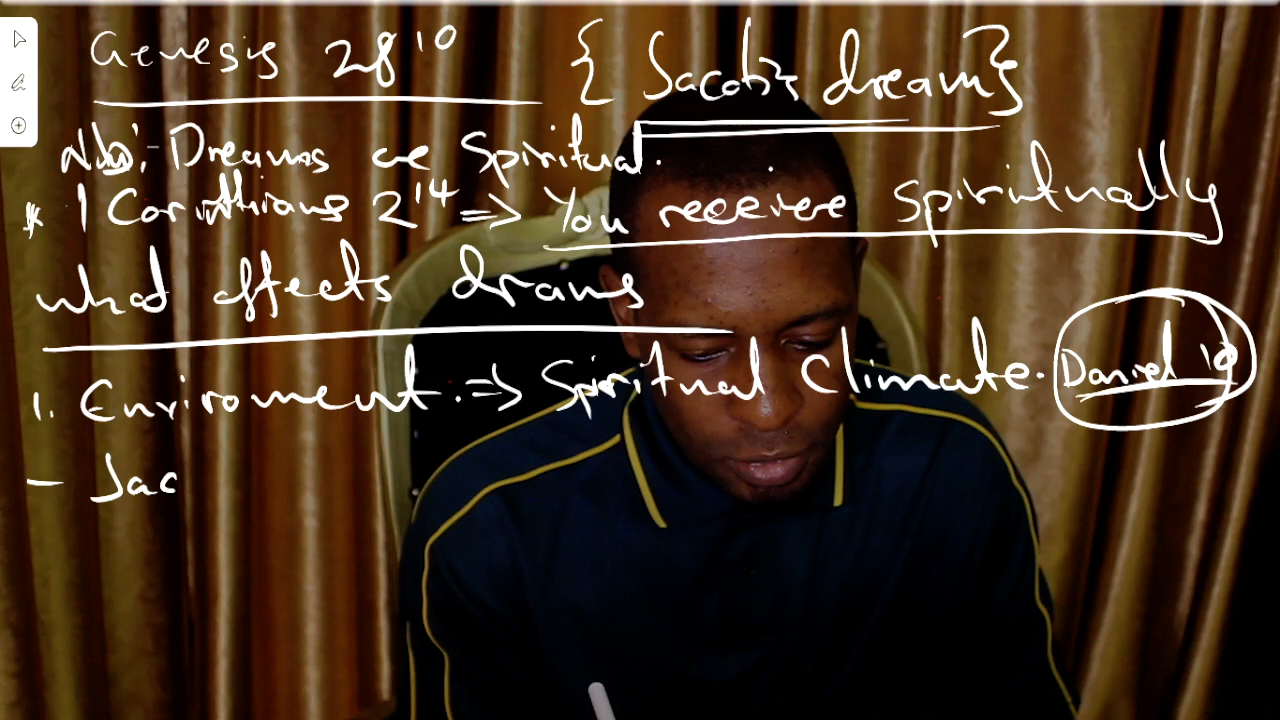 Genesis 28¹⁰ { Jacob's dream}
Nb:- Dreams are Spiritual.
* 1 Corinthians 2¹⁴ => You receive spiritually
what affects drams
1. Enviroment. => Spiritual Climate. Daniel 10
- Jac